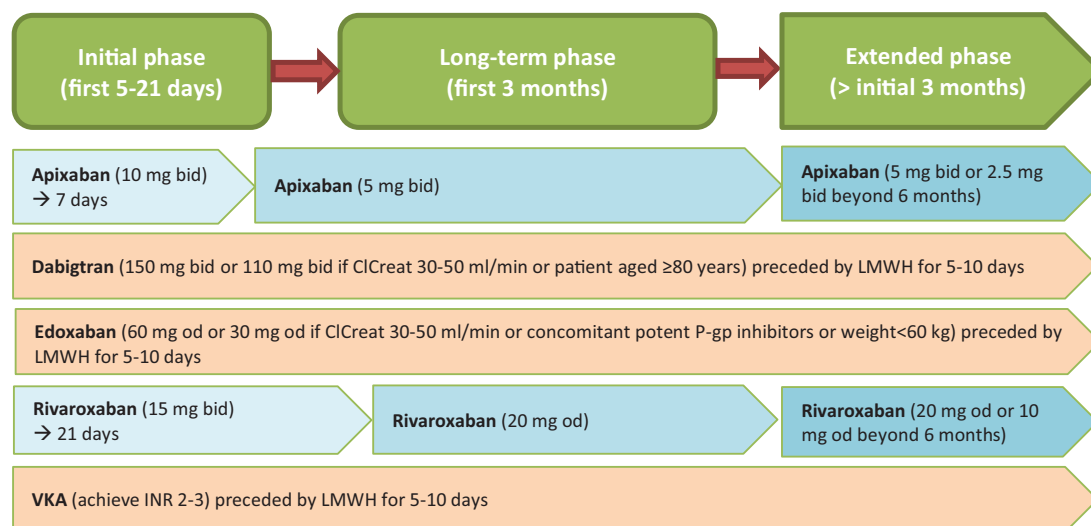 Initial phase
(first 5-21 days)
Long-term phase
(first 3 months)
Extended phase
(> initial 3 months)
Apixaban (10 mg bid)
→ 7 days
Apixaban (5 mg bid)
Apixaban (5 mg bid or 2.5 mg
bid beyond 6 months)
Dabigtran (150 mg bid or 110 mg bid if ClCreat 30-50 ml/min or patient aged ≥80 years) preceded by LMWH for 5-10 days
Edoxaban (60 mg od or 30 mg od if ClCreat 30-50 ml/min or concomitant potent P-gp inhibitors or weight<60 kg) preceded by
LMWH for 5-10 days
Rivaroxaban (15 mg bid)
→ 21 days
Rivaroxaban (20 mg od)
Rivaroxaban (20 mg od or 10
mg od beyond 6 months)
VKA (achieve INR 2-3) preceded by LMWH for 5-10 days